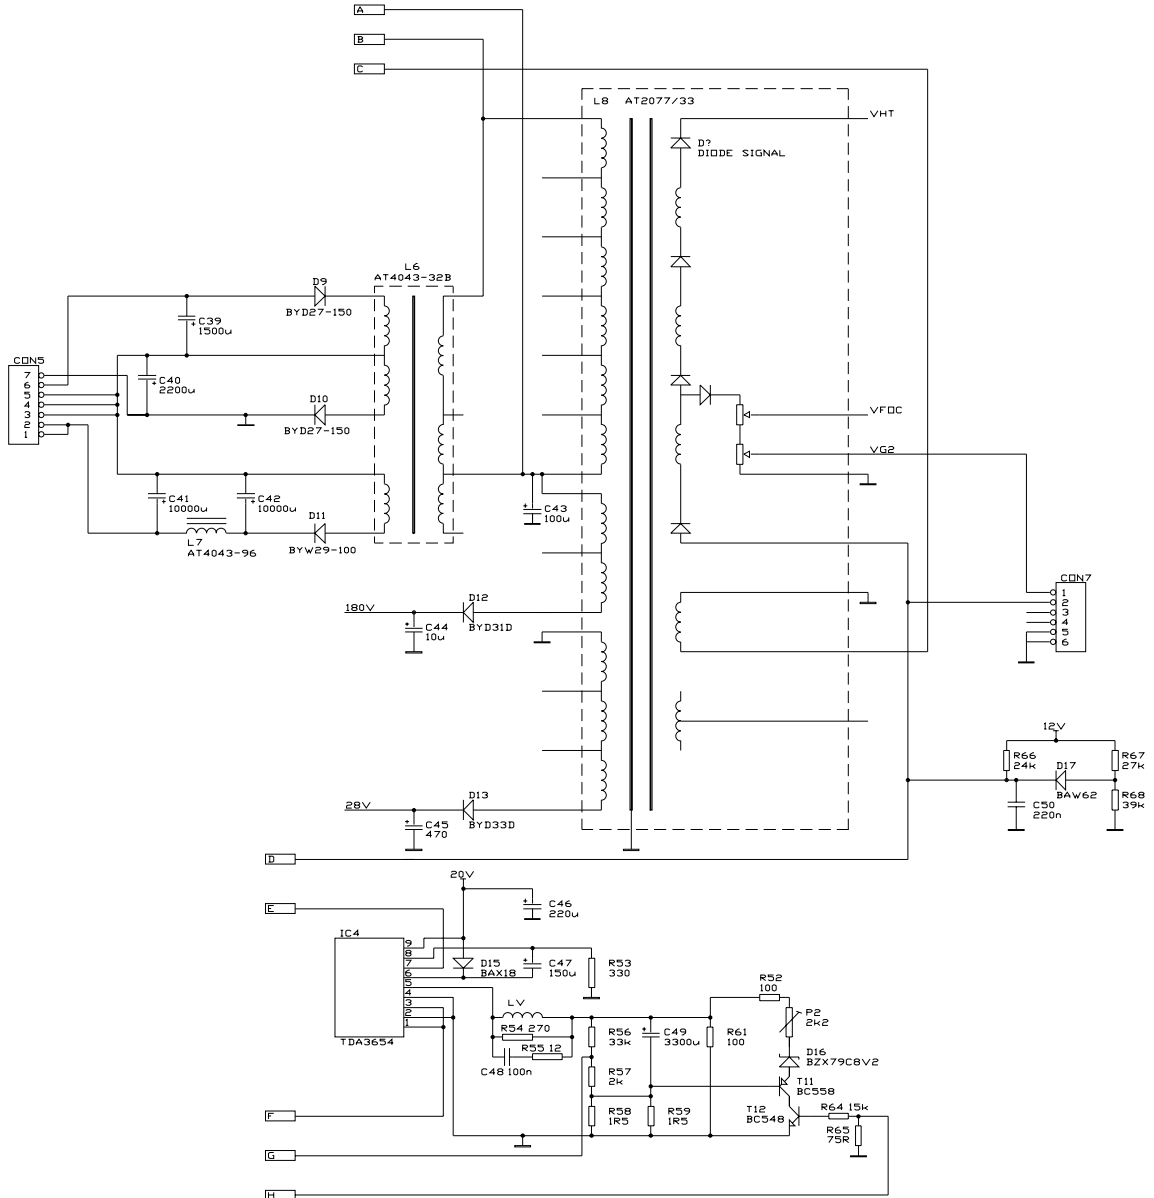 A
B
C
L8 AT2077/33
VHT
D?
DIODE SIGNAL
L6
AT4043-32B
D9
BYD27-150
C39
1500u
CON5
7
6
5
4
3
2
1
C40
2200u
D10
BYD27-150
VFOC
VG2
C41
10000u
C42
10000u
D11
BYW29-100
L7
AT4043-96
C43
100u
CON7
1
2
3
4
5
6
180V
D12
BYD31D
C44
10u
28V
D13
BYD33D
C45
470
12V
R66
24k
D17
BAW62
R67
27k
C50
220n
R68
39k
D
20V
E
C46
220u
IC4
9
8
7
6
5
4
3
2
1
TDA3654
D15
BAX18
C47
150u
R53
330
LV
R54 270
R55 12
C48 100n
R56
33k
C49
3300u
R61
100
R52
100
P2
2k2
D16
BZX79C8V2
R57
2k
T11
BC558
R58
1R5
R59
1R5
T12
BC548
R64 15k
R65
75R
F
G
H